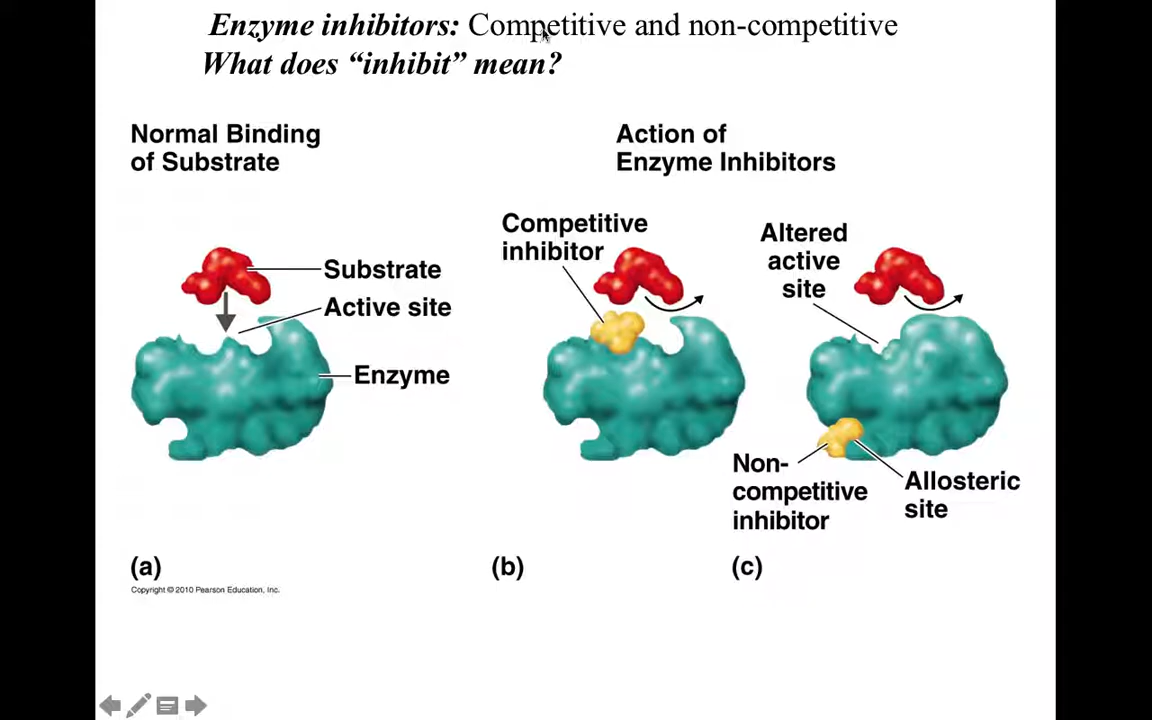 Enzyme inhibitors: Competitive and non-competitive
What does “inhibit” mean?
Normal Binding
of Substrate
Substrate
Active site
Enzyme
(a)
Copyright © 2010 Pearson Education, Inc.
Action of
Enzyme Inhibitors
Competitive
inhibitor
(b)
Altered
active
site
Non-
competitive
inhibitor
Allosteric
site
(c)